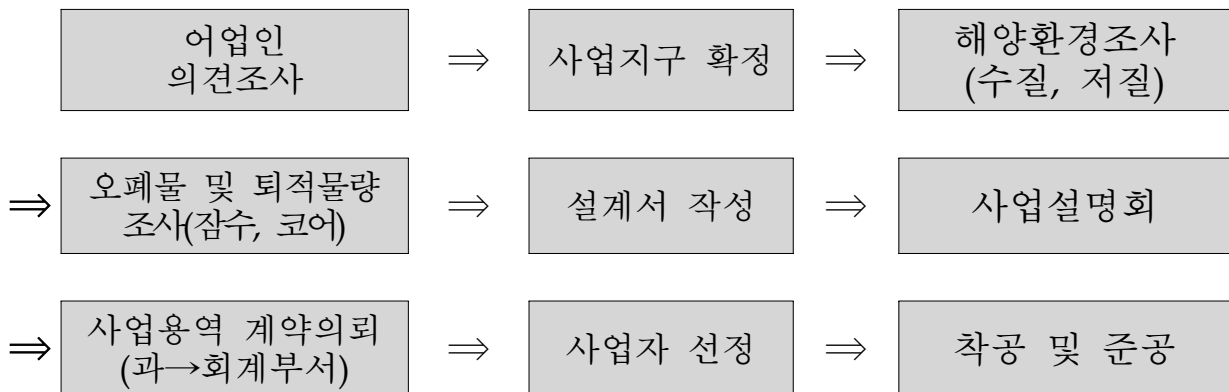 어업인
의견조사
⇒
사업지구 확정
⇒
해양환경조사
(수질, 저질)
⇒
오폐물 및 퇴적물량
조사(잠수, 코어)
⇒
설계서 작성
⇒
사업설명회
⇒
사업용역 계약의뢰
(과→회계부서)
⇒
사업자 선정
⇒
착공 및 준공